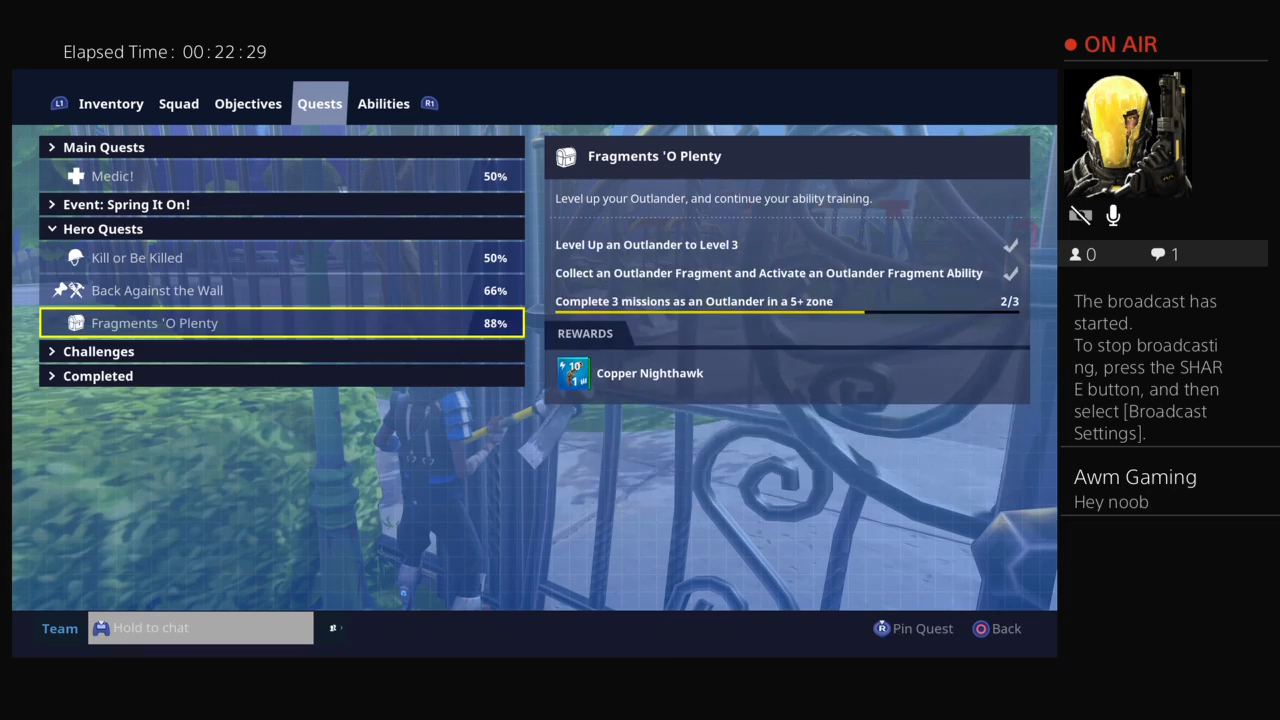 Elapsed Time: 00:22:29
ON AIR
L1 Inventory Squad Objectives Quests Abilities R1
Main Quests
Medic! 50%
Event: Spring It On!
Hero Quests
Kill or Be Killed 50%
Back Against the Wall 66%
Fragments 'O Plenty 88%
Challenges
Completed
Fragments 'O Plenty
Level up your Outlander, and continue your ability training.
Level Up an Outlander to Level 3
Collect an Outlander Fragment and Activate an Outlander Fragment Ability
Complete 3 missions as an Outlander in a 5+ zone 2/3
REWARDS
10
1
Copper Nighthawk
Team Hold to chat
R Pin Quest Back
0 1
The broadcast has
started.
To stop broadcasti
ng, press the SHAR
E button, and then
select [Broadcast
Settings].
Awm Gaming
Hey noob